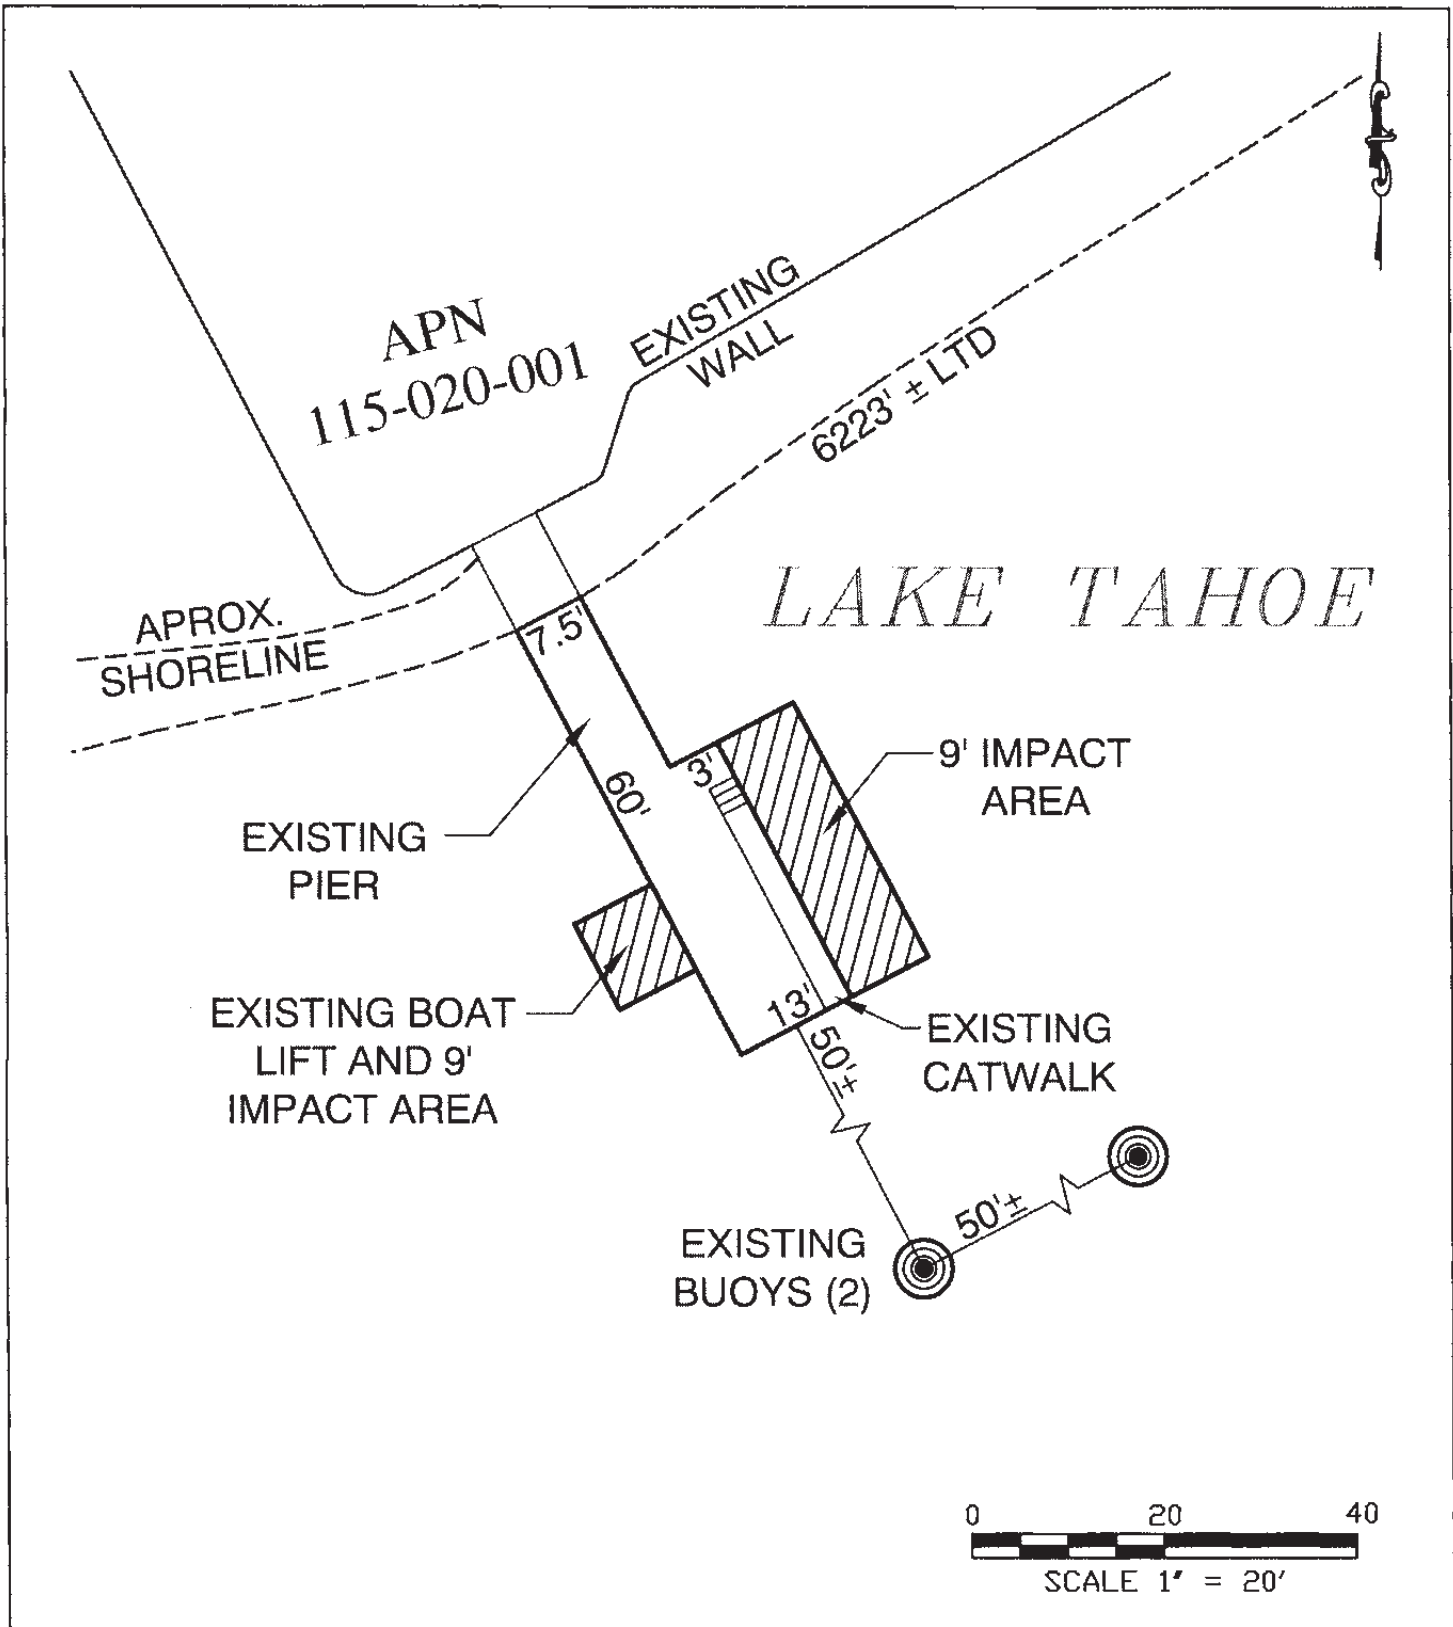 APN
115-020-001
EXISTING
WALL
6223' ± LTD
LAKE TAHOE
APROX.
SHORELINE
7.5'
3'
9' IMPACT
AREA
60'
EXISTING
PIER
EXISTING BOAT
LIFT AND 9'
IMPACT AREA
13'
50'±
EXISTING
CATWALK
50'±
EXISTING
BUOYS (2)
0 20 40
SCALE 1" = 20'